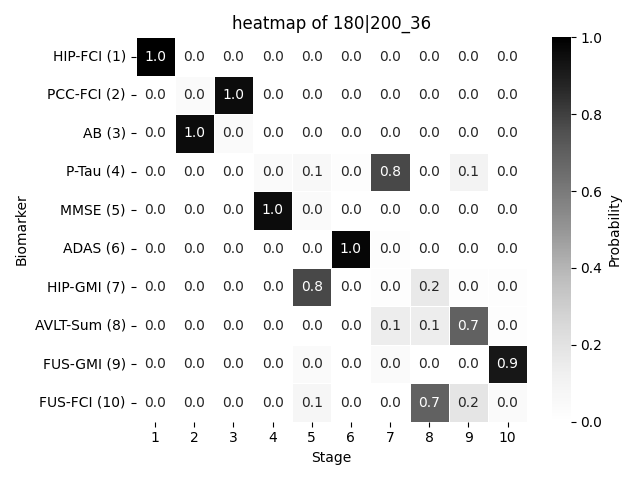 heatmap of 180|200_36
HIP-FCI (1) 1.0 0.0 0.0 0.0 0.0 0.0 0.0 0.0 0.0 0.0
PCC-FCI (2) 0.0 0.0 1.0 0.0 0.0 0.0 0.0 0.0 0.0 0.0
AB (3) 0.0 1.0 0.0 0.0 0.0 0.0 0.0 0.0 0.0 0.0
P-Tau (4) 0.0 0.0 0.0 0.0 0.1 0.0 0.8 0.0 0.1 0.0
MMSE (5) 0.0 0.0 0.0 1.0 0.0 0.0 0.0 0.0 0.0 0.0
ADAS (6) 0.0 0.0 0.0 0.0 0.0 1.0 0.0 0.0 0.0 0.0
HIP-GMI (7) 0.0 0.0 0.0 0.0 0.8 0.0 0.0 0.2 0.0 0.0
AVLT-Sum (8) 0.0 0.0 0.0 0.0 0.0 0.0 0.1 0.1 0.7 0.0
FUS-GMI (9) 0.0 0.0 0.0 0.0 0.0 0.0 0.0 0.0 0.0 0.9
FUS-FCI (10) 0.0 0.0 0.0 0.0 0.1 0.0 0.0 0.7 0.2 0.0
1 2 3 4 5 6 7 8 9 10
Stage
Biomarker
1.0
0.8
0.6
0.4
0.2
0.0
Probability